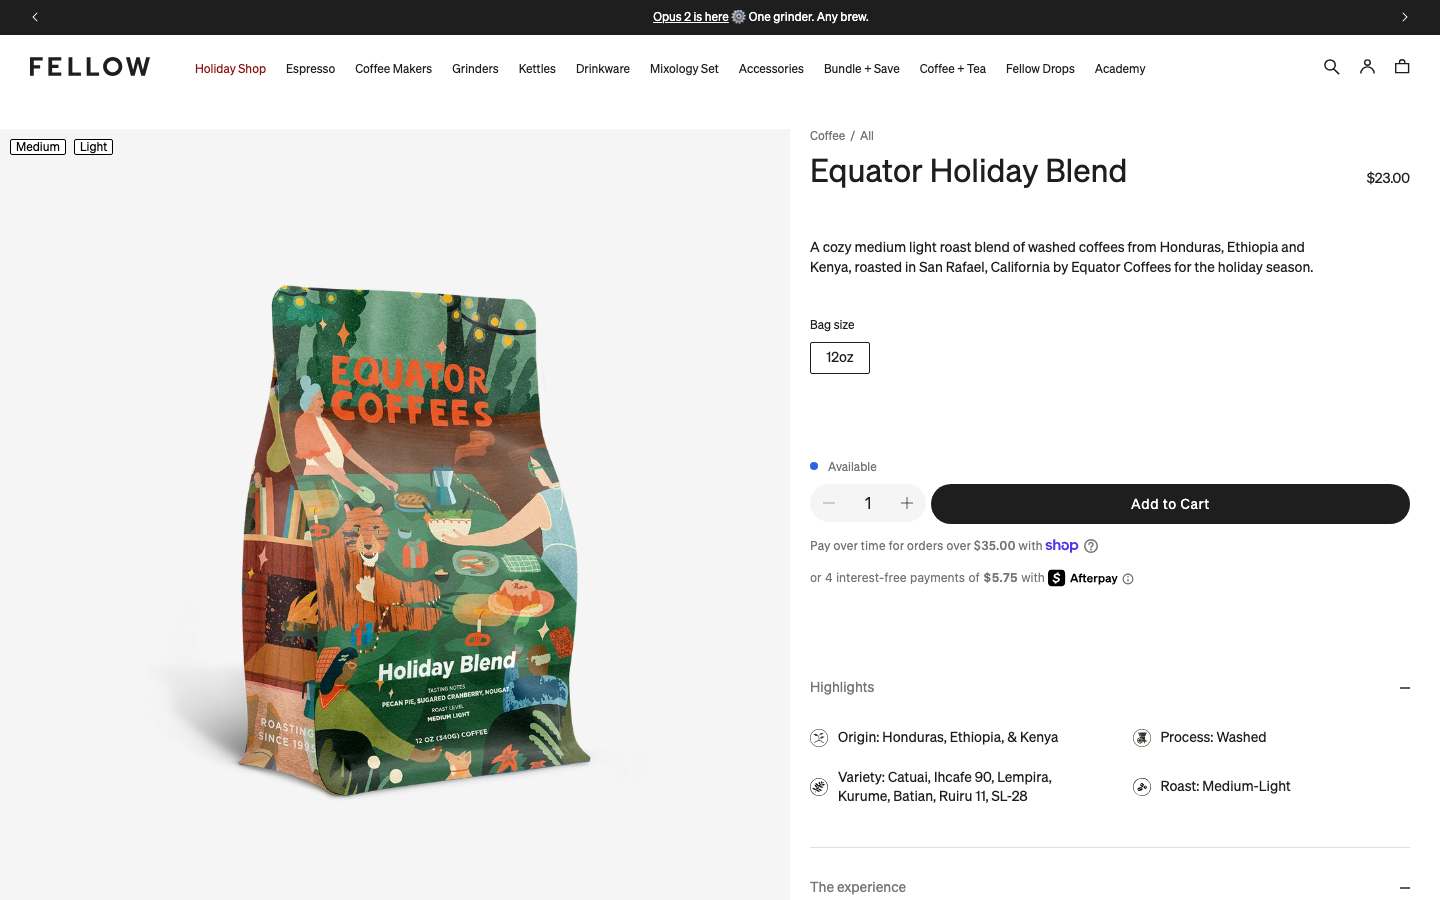 Opus 2 is here ⚙️ One grinder. Any brew.
FELLOW
Holiday Shop Espresso Coffee Makers Grinders Kettles Drinkware Mixology Set Accessories Bundle + Save Coffee + Tea Fellow Drops Academy
Medium Light
EQUATOR
COFFEES
Holiday Blend
TASTING NOTES
PECAN PIE, SUGARED CRANBERRY, NOUGAT
ROAST LEVEL
MEDIUM LIGHT
12 OZ (340G) COFFEE
ROASTING
SINCE 1995
Coffee / All
Equator Holiday Blend
$23.00
A cozy medium light roast blend of washed coffees from Honduras, Ethiopia and
Kenya, roasted in San Rafael, California by Equator Coffees for the holiday season.
Bag size
12oz
Available
1
Add to Cart
Pay over time for orders over $35.00 with shop
or 4 interest-free payments of $5.75 with Afterpay
Highlights
Origin: Honduras, Ethiopia, & Kenya
Process: Washed
Variety: Catuai, Ihcafe 90, Lempira,
Kurume, Batian, Ruiru 11, SL-28
Roast: Medium-Light
The experience